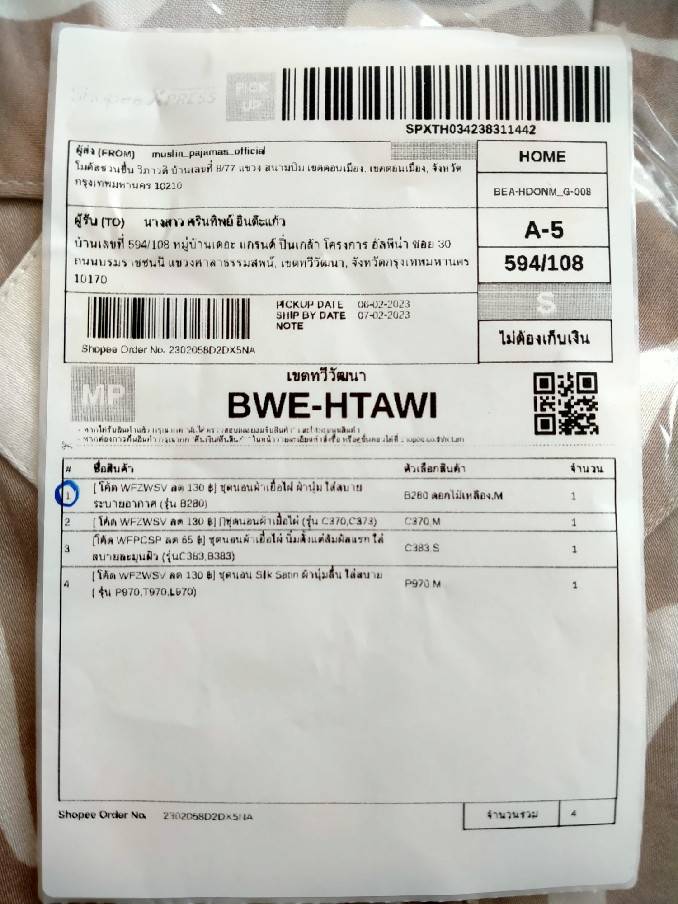 Shopee XPRESS
PICK UP
SPXTH034238311442
ผู้ส่ง (FROM) muslin_pajamas_official
วิภาวดี บ้านเลขที่ 8/77 แขวง สนามบิน เขตดอนเมือง, เขตดอนเมือง, จังหวัด
กรุงเทพมหานคร 10210
HOME
BEA-HDONM_G-008
ผู้รับ (TO) นางสาว ศรินทิพย์ อินต๊ะแก้ว
บ้านเลขที่ 594/108 หมู่บ้านเดอะ แกรนด์ ปิ่นเกล้า โครงการ อัลพีน่า ซอย 30
ถนนบรมราชชนนี แขวงศาลาธรรมสพน์, เขตทวีวัฒนา, จังหวัดกรุงเทพมหานคร
10170
A-5
594/108
S
ไม่ต้องเก็บเงิน
PICKUP DATE 06-02-2023
SHIP BY DATE 07-02-2023
NOTE
Shopee Order No. 2302058D2DX5NA
MP
เขตทวีวัฒนา
BWE-HTAWI
# ชื่อสินค้า ตัวเลือกสินค้า จำนวน
1 [โค้ด WFZWSV ลด 130 ฿] ชุดนอนผ้าเยื่อไผ่ ผ้านุ่ม ใส่สบาย
ระบายอากาศ (รุ่น B280) B280 ดอกไม้เหลือง,M 1
2 [โค้ด WFZWSV ลด 130 ฿] []ชุดนอนผ้าเยื่อไผ่ (รุ่น C370,C373) C370,M 1
3 [โค้ด WFPCSP ลด 65 ฿] ชุดนอนผ้าเยื่อไผ่ นิ่มตั้งแต่สัมผัสแรก ใส่
สบายละมุนผิว (รุ่นC383,B383) C383,S 1
4 [โค้ด WFZWSV ลด 130 ฿] ชุดนอน Silk Satin ผ้านุ่มลื่น ใส่สบาย
(รุ่น P970,T970,L970) P970,M 1
Shopee Order No. 2302058D2DX5NA
จำนวนรวม 4